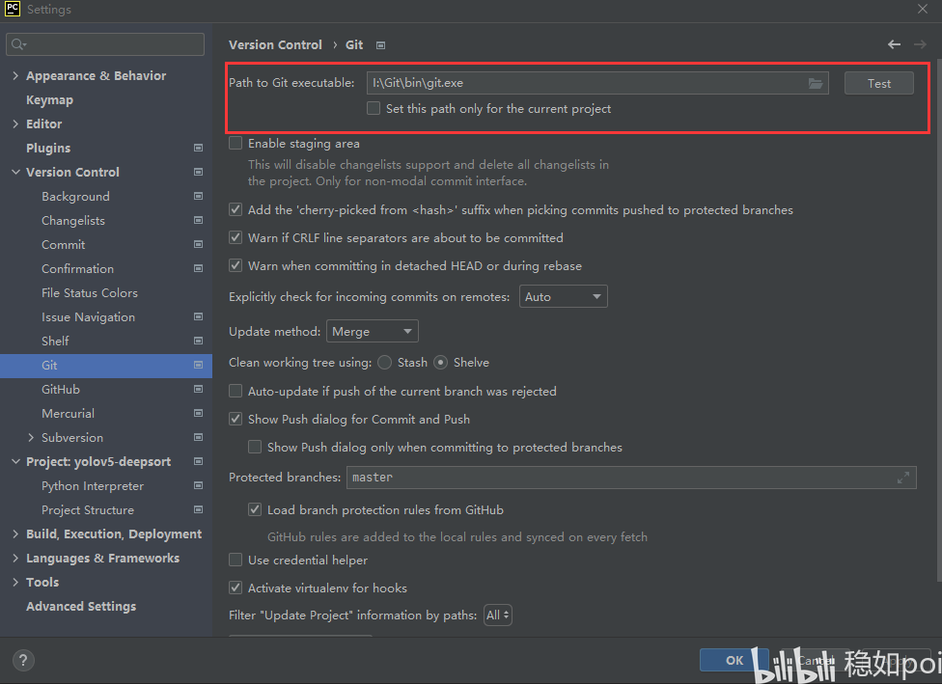 PC Settings
Version Control › Git
Appearance & Behavior
Keymap
Editor
Plugins
Version Control
Background
Changelists
Commit
Confirmation
File Status Colors
Issue Navigation
Shelf
Git
GitHub
Mercurial
Subversion
Project: yolov5-deepsort
Python Interpreter
Project Structure
Build, Execution, Deployment
Languages & Frameworks
Tools
Advanced Settings
Path to Git executable: I:\Git\bin\git.exe Test
Set this path only for the current project
Enable staging area
This will disable changelists support and delete all changelists in
the project. Only for non-modal commit interface.
Add the 'cherry-picked from <hash>' suffix when picking commits pushed to protected branches
Warn if CRLF line separators are about to be committed
Warn when committing in detached HEAD or during rebase
Explicitly check for incoming commits on remotes: Auto
Update method: Merge
Clean working tree using: Stash Shelve
Auto-update if push of the current branch was rejected
Show Push dialog for Commit and Push
Show Push dialog only when committing to protected branches
Protected branches: master
Load branch protection rules from GitHub
GitHub rules are added to the local rules and synced on every fetch
Use credential helper
Activate virtualenv for hooks
Filter "Update Project" information by paths: All
? OK Cancel
bilibili 稳如poi